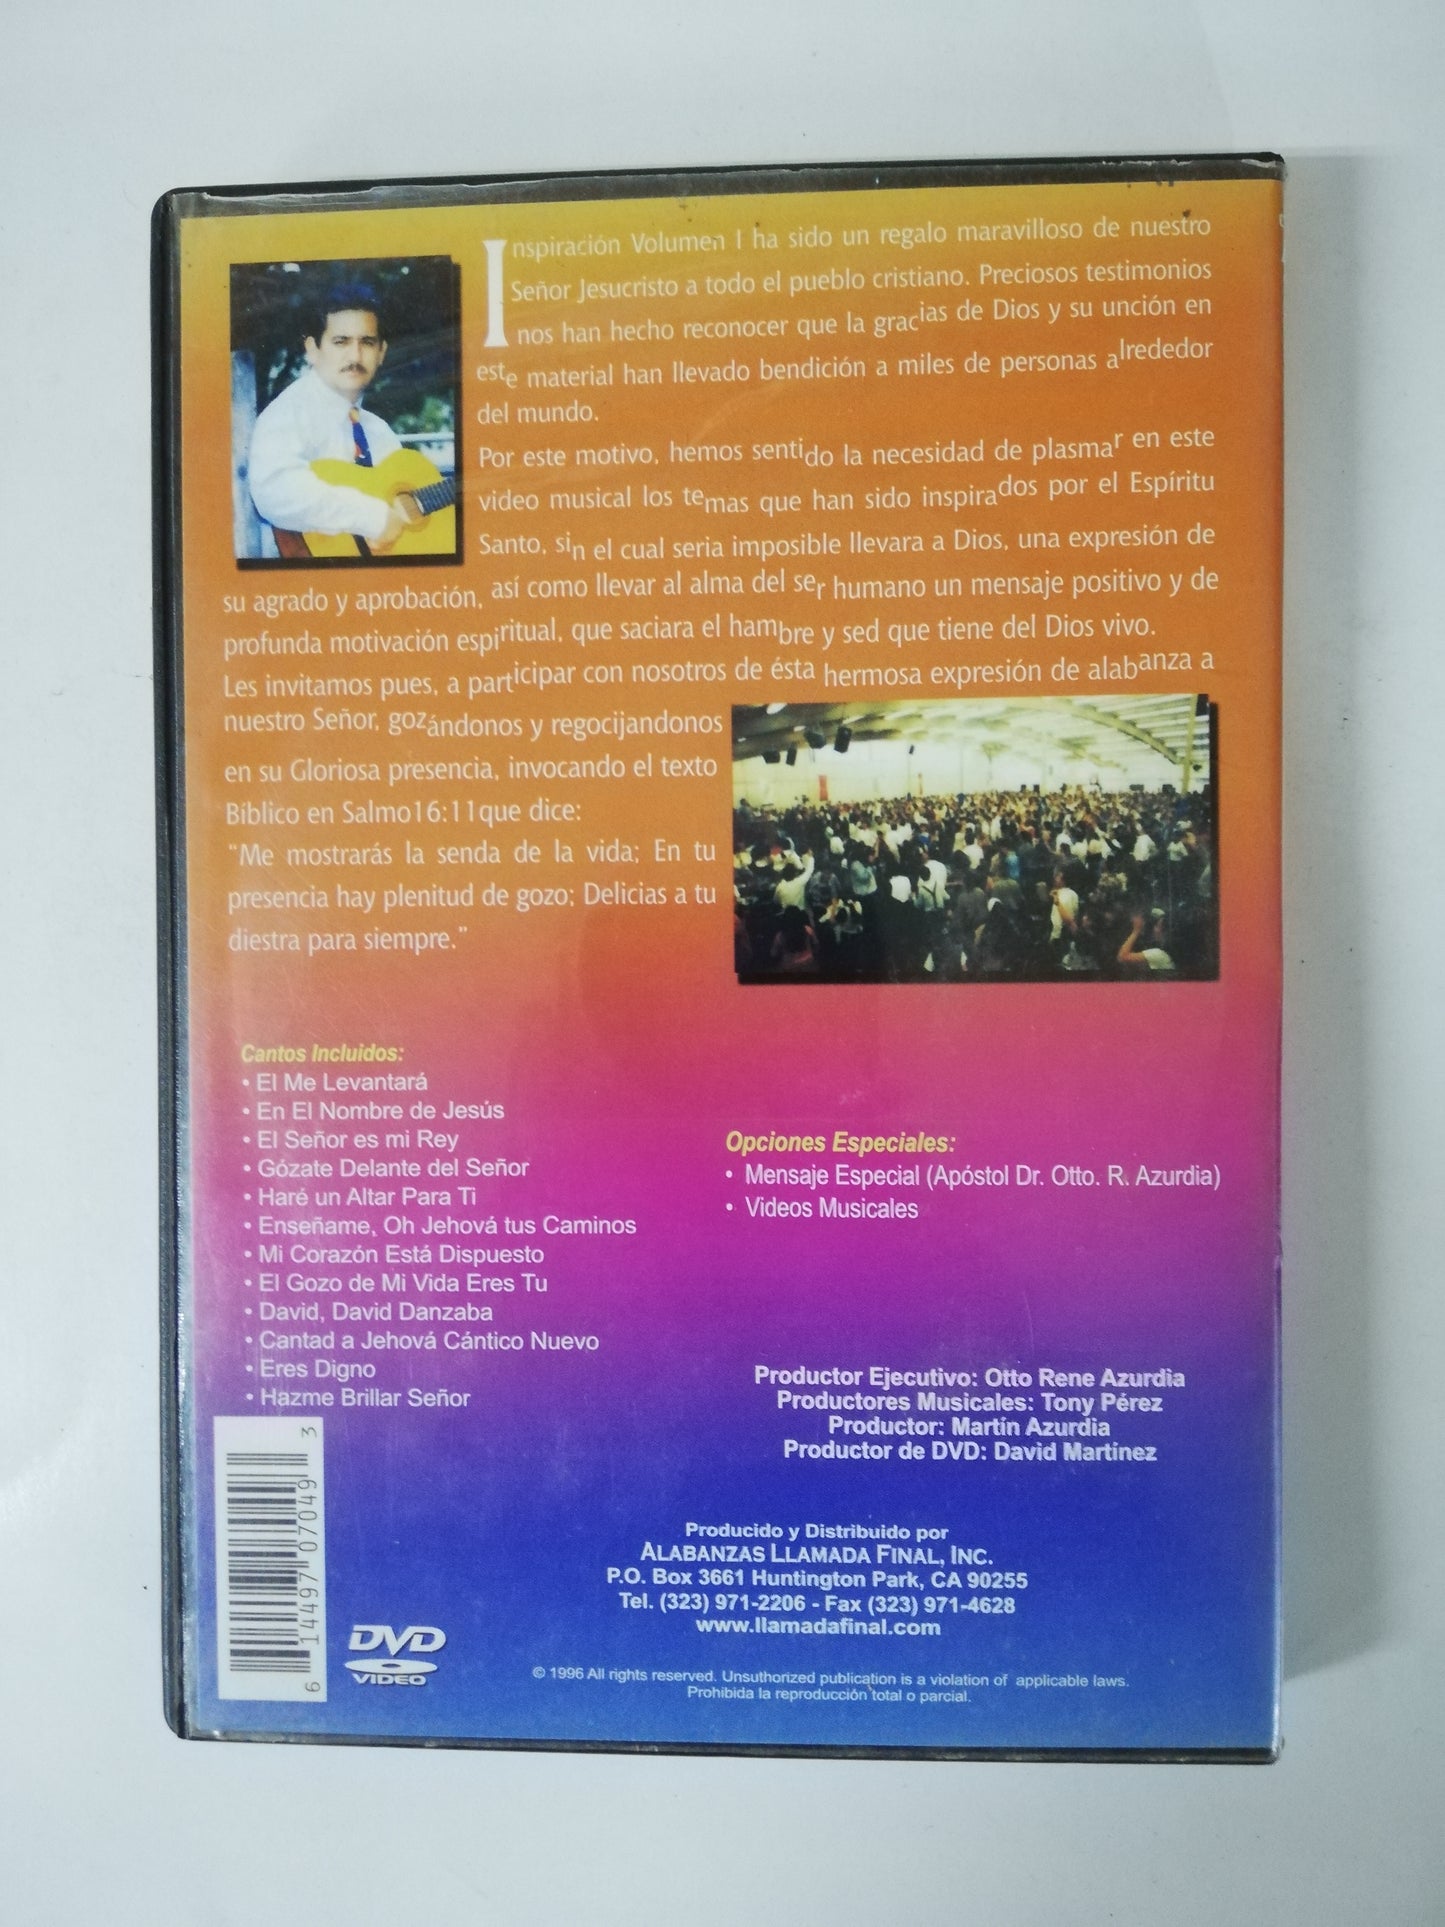 Inspiración Volumen I ha sido un regalo maravilloso de nuestro
Señor Jesucristo a todo el pueblo cristiano. Preciosos testimonios
nos han hecho reconocer que la gracias de Dios y su unción en
este material han llevado bendición a miles de personas alrededor
del mundo.
Por este motivo, hemos sentido la necesidad de plasmar en este
video musical los temas que han sido inspirados por el Espíritu
Santo, sin el cual seria imposible llevara a Dios, una expresión de
su agrado y aprobación, así como llevar al alma del ser humano un mensaje positivo y de
profunda motivación espiritual, que saciara el hambre y sed que tiene del Dios vivo.
Les invitamos pues, a participar con nosotros de ésta hermosa expresión de alabanza a
nuestro Señor, gozándonos y regocijandonos
en su Gloriosa presencia, invocando el texto
Bíblico en Salmo16:11que dice:
"Me mostrarás la senda de la vida; En tu
presencia hay plenitud de gozo; Delicias a tu
diestra para siempre."
Cantos Incluidos:
• El Me Levantará
• En El Nombre de Jesús
• El Señor es mi Rey
• Gózate Delante del Señor
• Haré un Altar Para Ti
• Enseñame, Oh Jehová tus Caminos
• Mi Corazón Está Dispuesto
• El Gozo de Mi Vida Eres Tu
• David, David Danzaba
• Cantad a Jehová Cántico Nuevo
• Eres Digno
• Hazme Brillar Señor
Opciones Especiales:
• Mensaje Especial (Apóstol Dr. Otto. R. Azurdia)
• Videos Musicales
Productor Ejecutivo: Otto Rene Azurdia
Productores Musicales: Tony Pérez
Productor: Martín Azurdia
Productor de DVD: David Martínez
Producido y Distribuido por
ALABANZAS LLAMADA FINAL, INC.
P.O. Box 3661 Huntington Park, CA 90255
Tel. (323) 971-2206 - Fax (323) 971-4628
www.llamadafinal.com
© 1996 All rights reserved. Unsuthorized publication is a violation of applicable laws.
Prohibida la reproducción total o parcial.
6 14497 07049 3
DVD
VIDEO